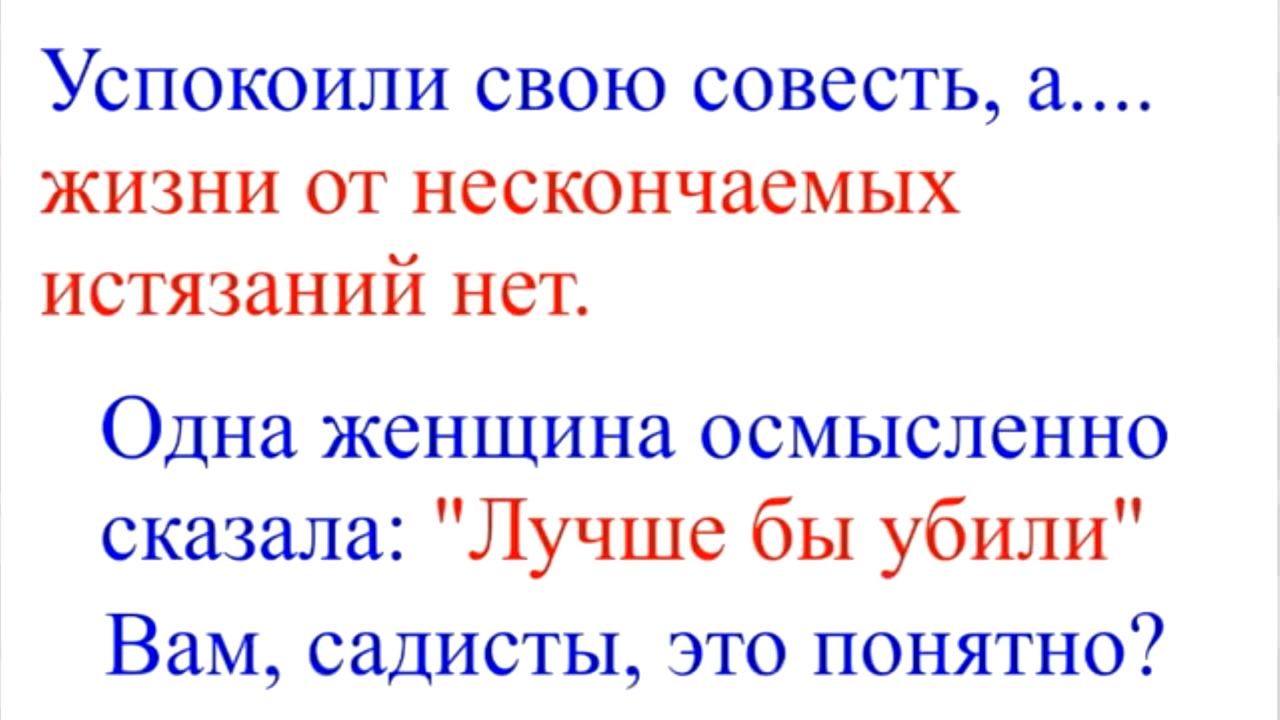 Успокоили свою совесть, а....
жизни от нескончаемых
истязаний нет.
Одна женщина осмысленно
сказала: "Лучше бы убили"
Вам, садисты, это понятно?